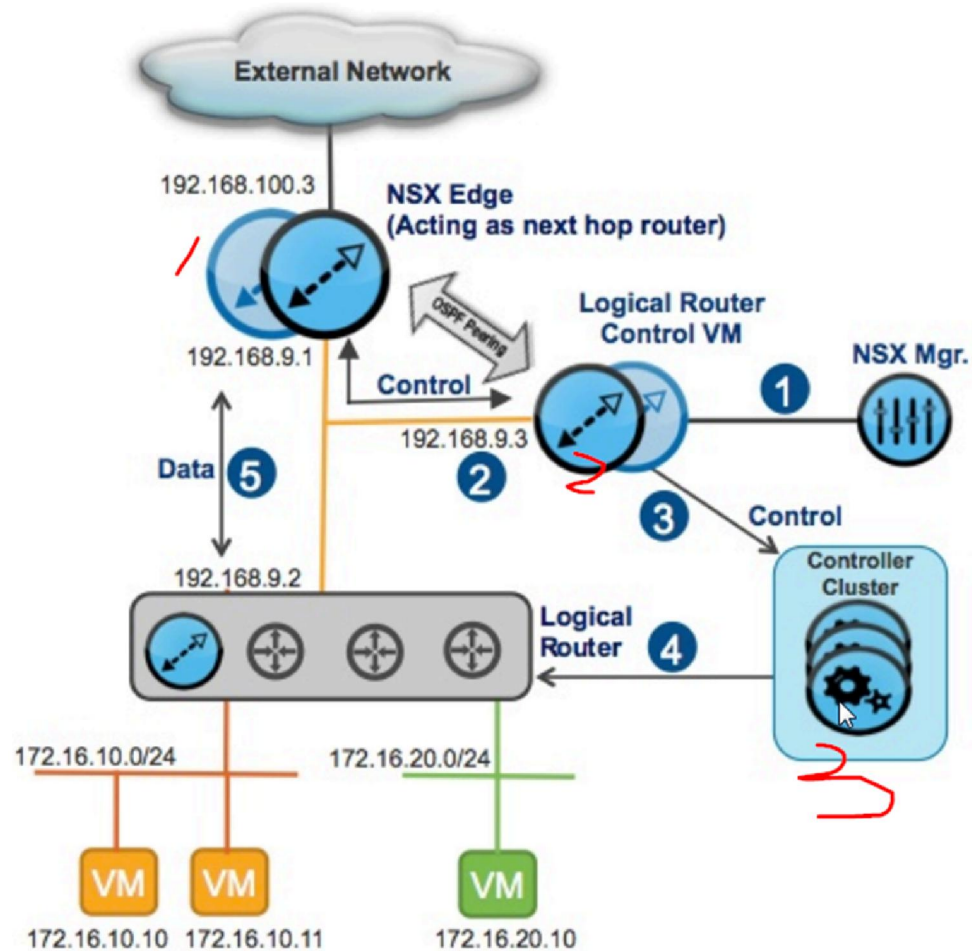 External Network
192.168.100.3
NSX Edge
(Acting as next hop router)
OSPF Peering
Logical Router
Control VM
NSX Mgr.
192.168.9.1
Control
1
192.168.9.3
2
Data
5
3
Control
192.168.9.2
Controller
Cluster
Logical
Router
4
172.16.10.0/24
172.16.20.0/24
VM
VM
VM
172.16.10.10
172.16.10.11
172.16.20.10